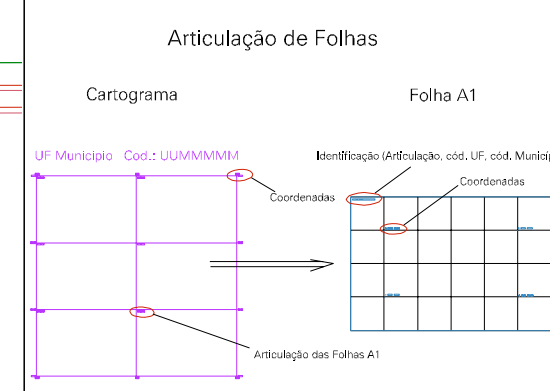 Articulação de Folhas
Cartograma
Folha A1
UF Municipio Cod.: UUMMMMM
Identificação (Articulação, cód. UF, cód. Municíp
Coordenadas
Coordenadas
Articulação das Folhas A1